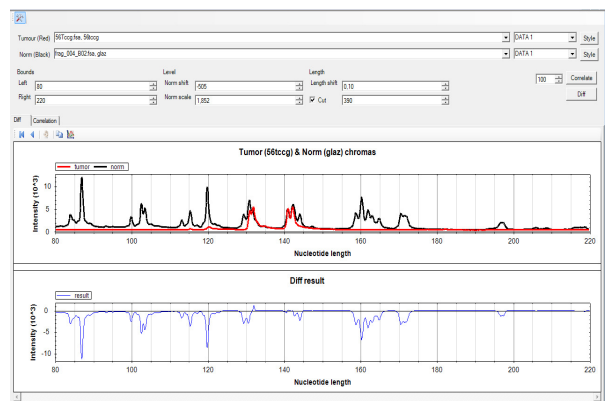 Tumour (Red) 56Tccg.fsa, 56tccg DATA 1 Style
Norm (Black) frag_004_B02.fsa, glaz DATA 1 Style
Bounds Level Length
Left 80 Norm shift -505 Length shift 0,10 100 Correlate
Right 220 Norm scale 1,852 Cut 390 Diff
Diff Correlation
Tumor (56tccg) & Norm (glaz) chromas
tumor norm
Intensity (10^3)
10
5
0
80 100 120 140 160 180 200 220
Nucleotide length
Diff result
result
Intensity (10^3)
0
-5
-10
80 100 120 140 160 180 200 220
Nucleotide length